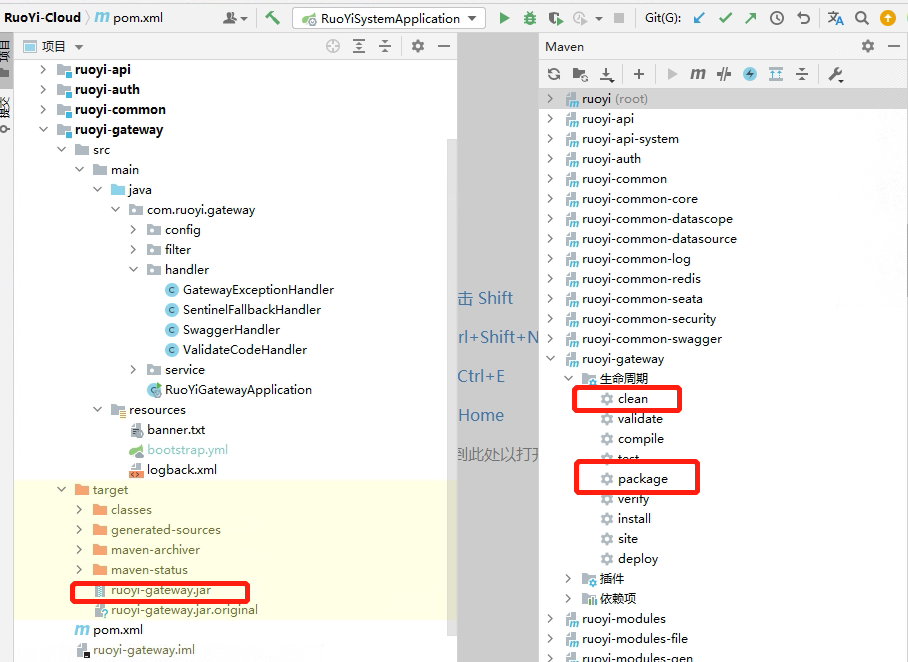 RuoYi-Cloud
pom.xml
RuoYiSystemApplication
Git(G):
项目
提交
项目
ruoyi-api
ruoyi-auth
ruoyi-common
ruoyi-gateway
src
main
java
com.ruoyi.gateway
config
filter
handler
GatewayExceptionHandler
SentinelFallbackHandler
SwaggerHandler
ValidateCodeHandler
service
RuoYiGatewayApplication
resources
banner.txt
bootstrap.yml
logback.xml
target
classes
generated-sources
maven-archiver
maven-status
ruoyi-gateway.jar
ruoyi-gateway.jar.original
pom.xml
ruoyi-gateway.iml
击 Shift
rl+Shift+N
Ctrl+E
Home
到此处以打开
Maven
ruoyi (root)
ruoyi-api
ruoyi-api-system
ruoyi-auth
ruoyi-common
ruoyi-common-core
ruoyi-common-datascope
ruoyi-common-datasource
ruoyi-common-log
ruoyi-common-redis
ruoyi-common-seata
ruoyi-common-security
ruoyi-common-swagger
ruoyi-gateway
生命周期
clean
validate
compile
test
package
verify
install
site
deploy
插件
依赖项
ruoyi-modules
ruoyi-modules-file
ruoyi-modules-gen